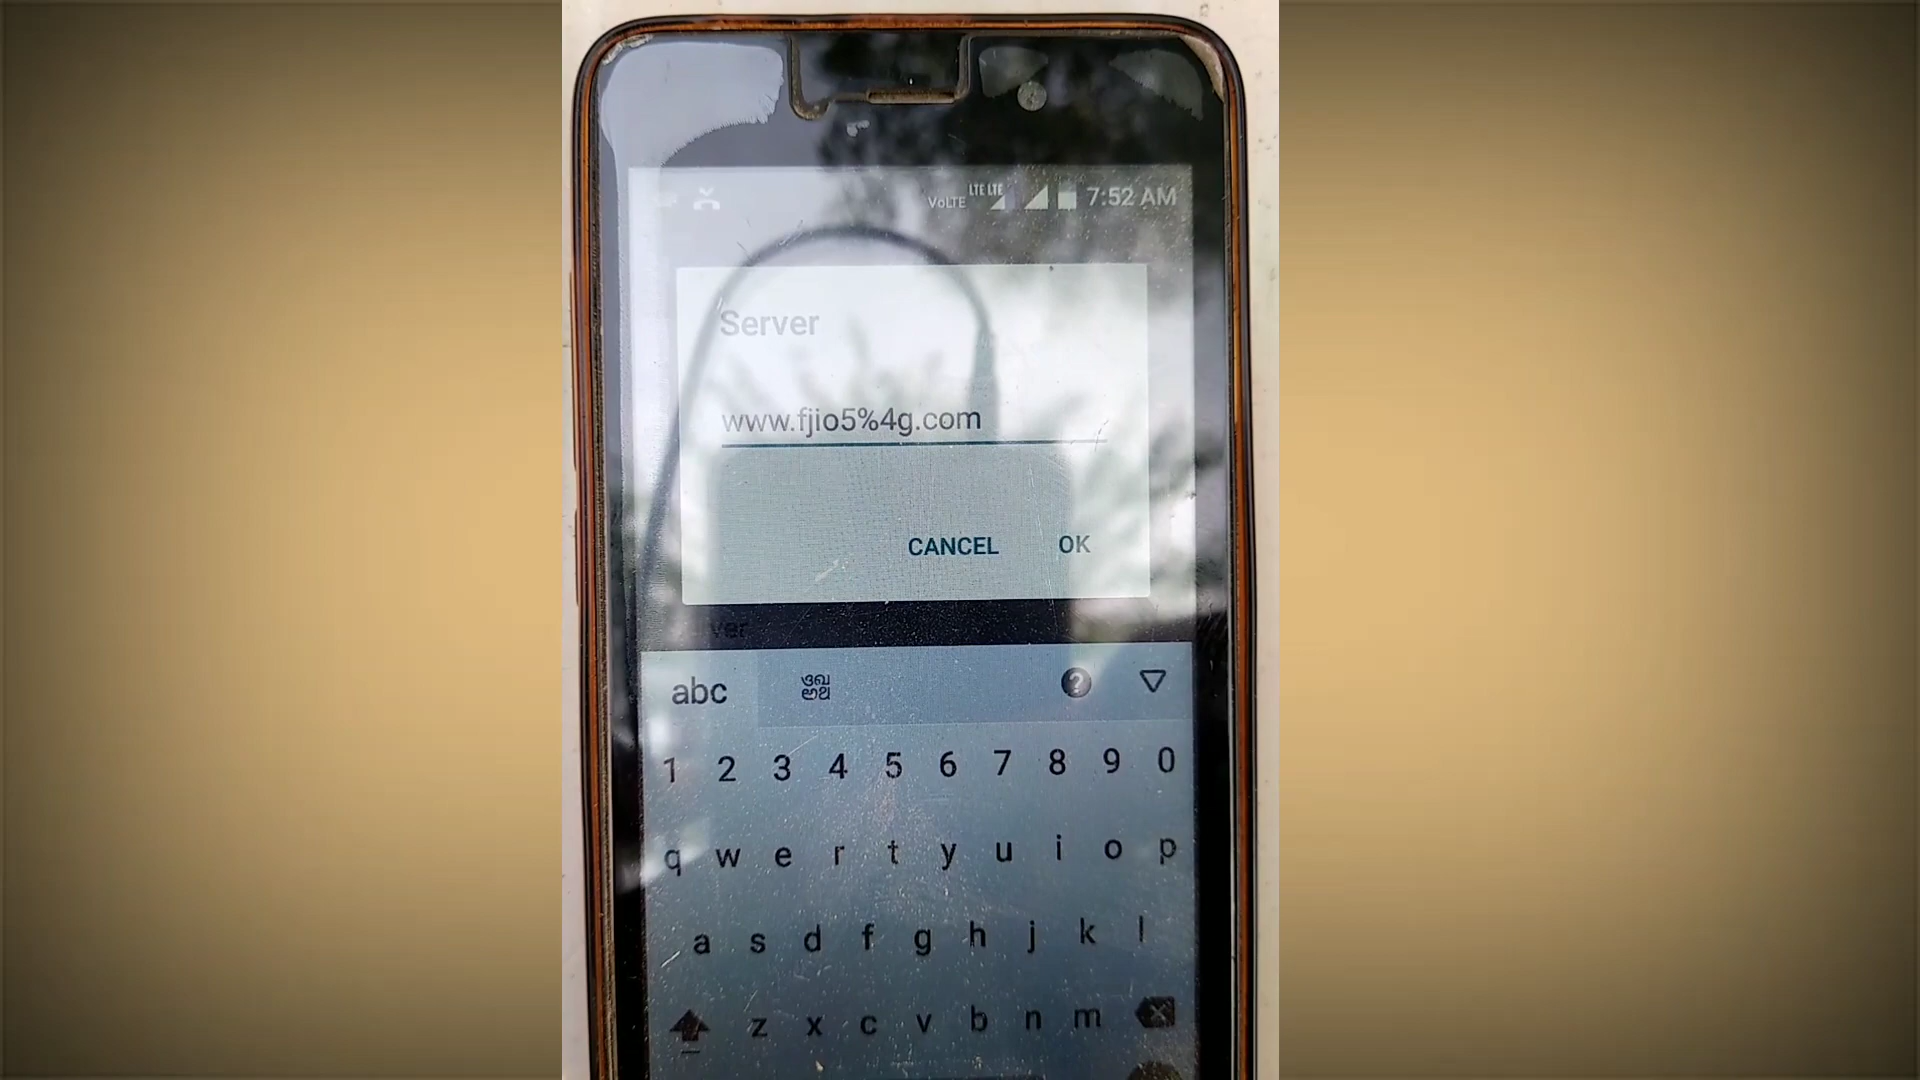 VoLTE LTE LTE 7:52 AM
Server
www.fjio5%4g.com
CANCEL OK
abc
1 2 3 4 5 6 7 8 9 0
q w e r t y u i o p
a s d f g h j k l
z x c v b n m